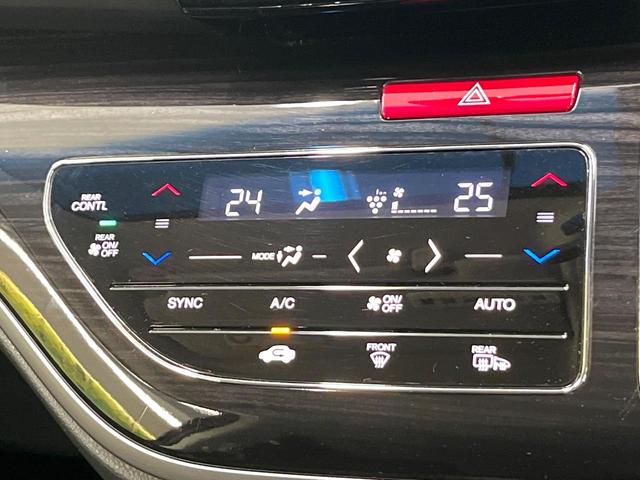 24
25
REAR
CONTL
REAR
ON/
OFF
MODE
SYNC
A/C
ON/
OFF
AUTO
FRONT
REAR